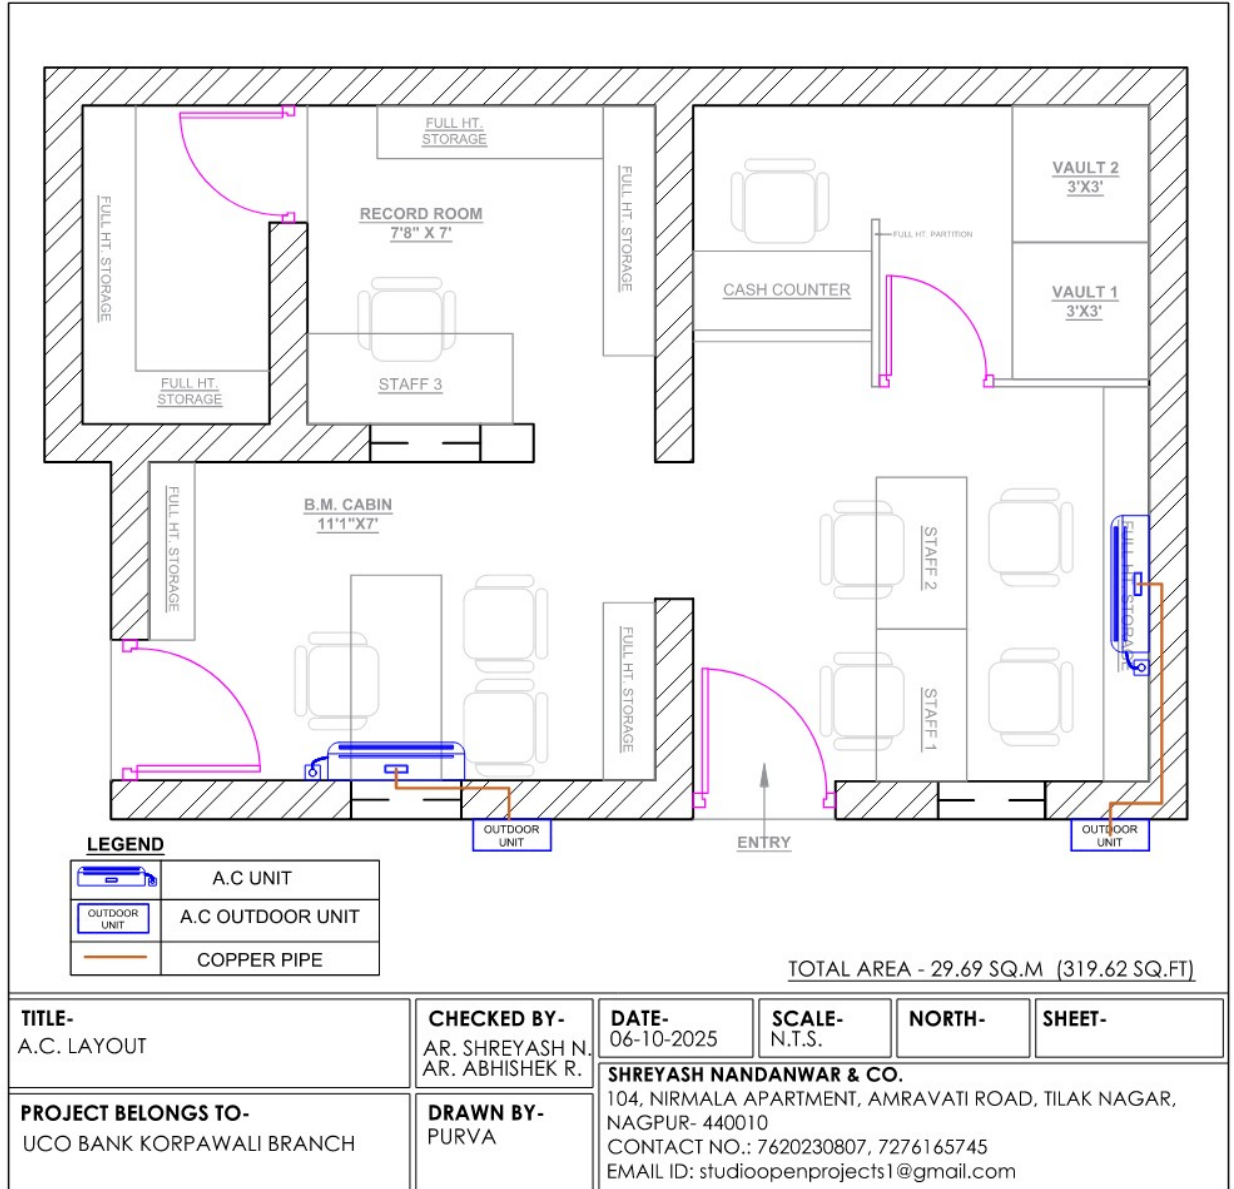 FULL HT.
STORAGE
FULL HT. STORAGE
FULL HT. STORAGE
RECORD ROOM
7'8" X 7'
VAULT 2
3'X3'
FULL HT. PARTITION
CASH COUNTER
VAULT 1
3'X3'
FULL HT.
STORAGE
STAFF 3
B.M. CABIN
11'1"X7'
FULL HT. STORAGE
STAFF 2
FULL HT. STORAGE
FULL HT. STORAGE
STAFF 1
OUTDOOR
UNIT
ENTRY
OUTDOOR
UNIT
LEGEND
A.C UNIT
OUTDOOR
UNIT
A.C OUTDOOR UNIT
COPPER PIPE
TOTAL AREA - 29.69 SQ.M (319.62 SQ.FT)
TITLE-
A.C. LAYOUT
CHECKED BY-
AR. SHREYASH N.
AR. ABHISHEK R.
DATE-
06-10-2025
SCALE-
N.T.S.
NORTH-
SHEET-
PROJECT BELONGS TO-
UCO BANK KORPAWALI BRANCH
DRAWN BY-
PURVA
SHREYASH NANDANWAR & CO.
104, NIRMALA APARTMENT, AMRAVATI ROAD, TILAK NAGAR,
NAGPUR- 440010
CONTACT NO.: 7620230807, 7276165745
EMAIL ID: studioopenprojects1@gmail.com